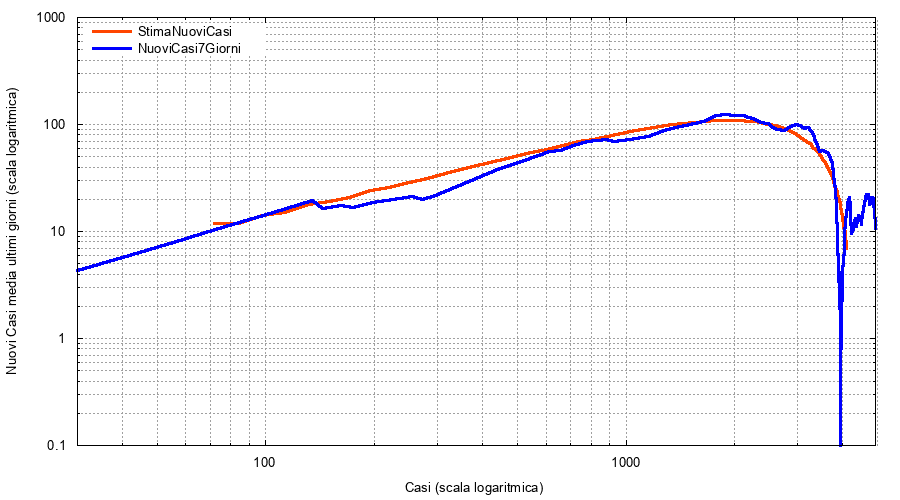 1000
100
10
1
0.1
100
1000
StimaNuoviCasi
NuoviCasi7Giorni
Nuovi Casi media ultimi giorni (scala logaritmica)
Casi (scala logaritmica)